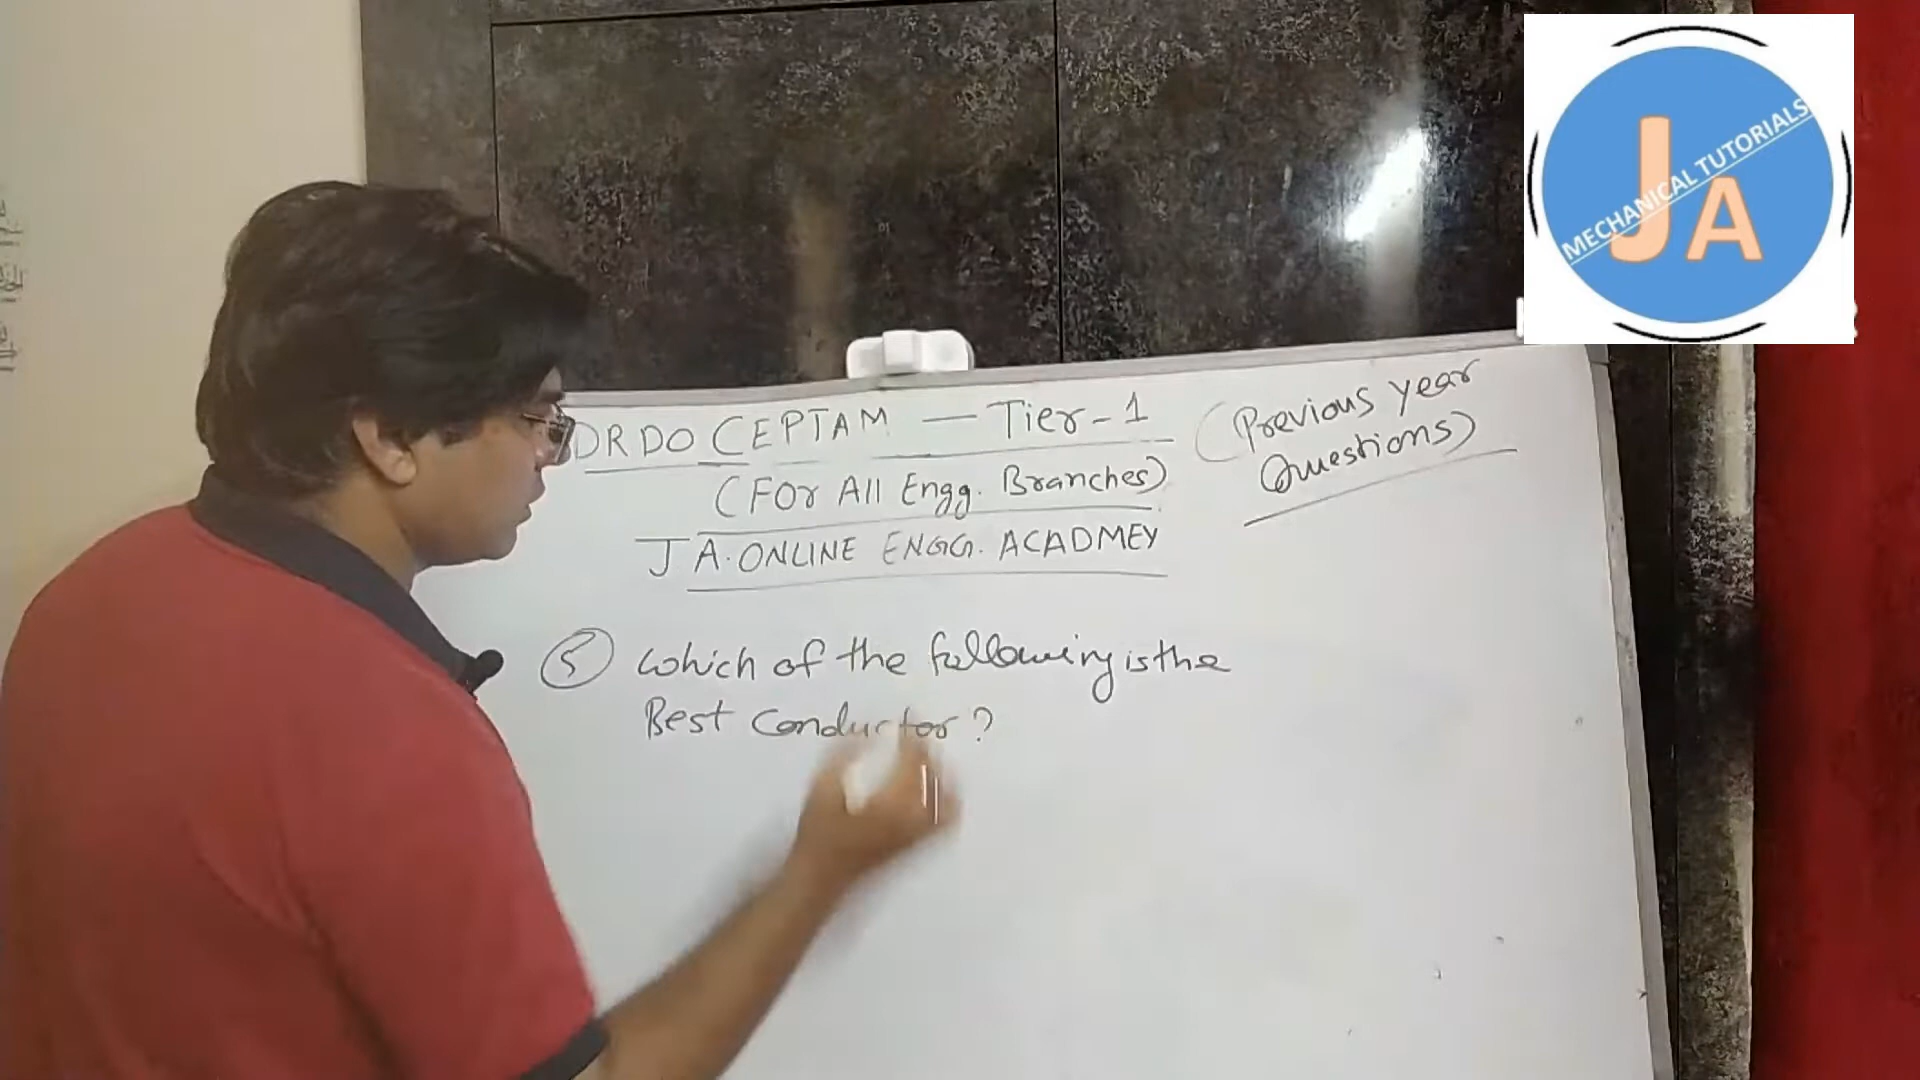 MECHANICAL TUTORIALS
JA
DRDO CEPTAM — Tier-1 (Previous year Questions)
(For All Engg. Branches)
JA. ONLINE ENGG. ACADMEY
5 Which of the following is the
Best Conductor?